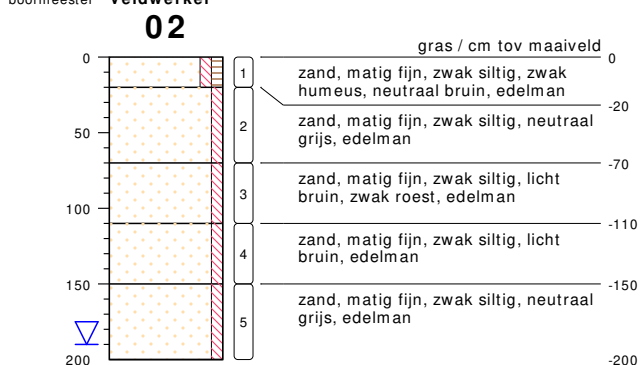 boormeester veldwerker
02
gras / cm tov maaiveld
0
0
1
zand, matig fijn, zwak siltig, zwak
humeus, neutraal bruin, edelman
-20
2
zand, matig fijn, zwak siltig, neutraal
grijs, edelman
50
-70
3
zand, matig fijn, zwak siltig, licht
bruin, zwak roest, edelman
100
-110
4
zand, matig fijn, zwak siltig, licht
bruin, edelman
150
-150
5
zand, matig fijn, zwak siltig, neutraal
grijs, edelman
200
-200